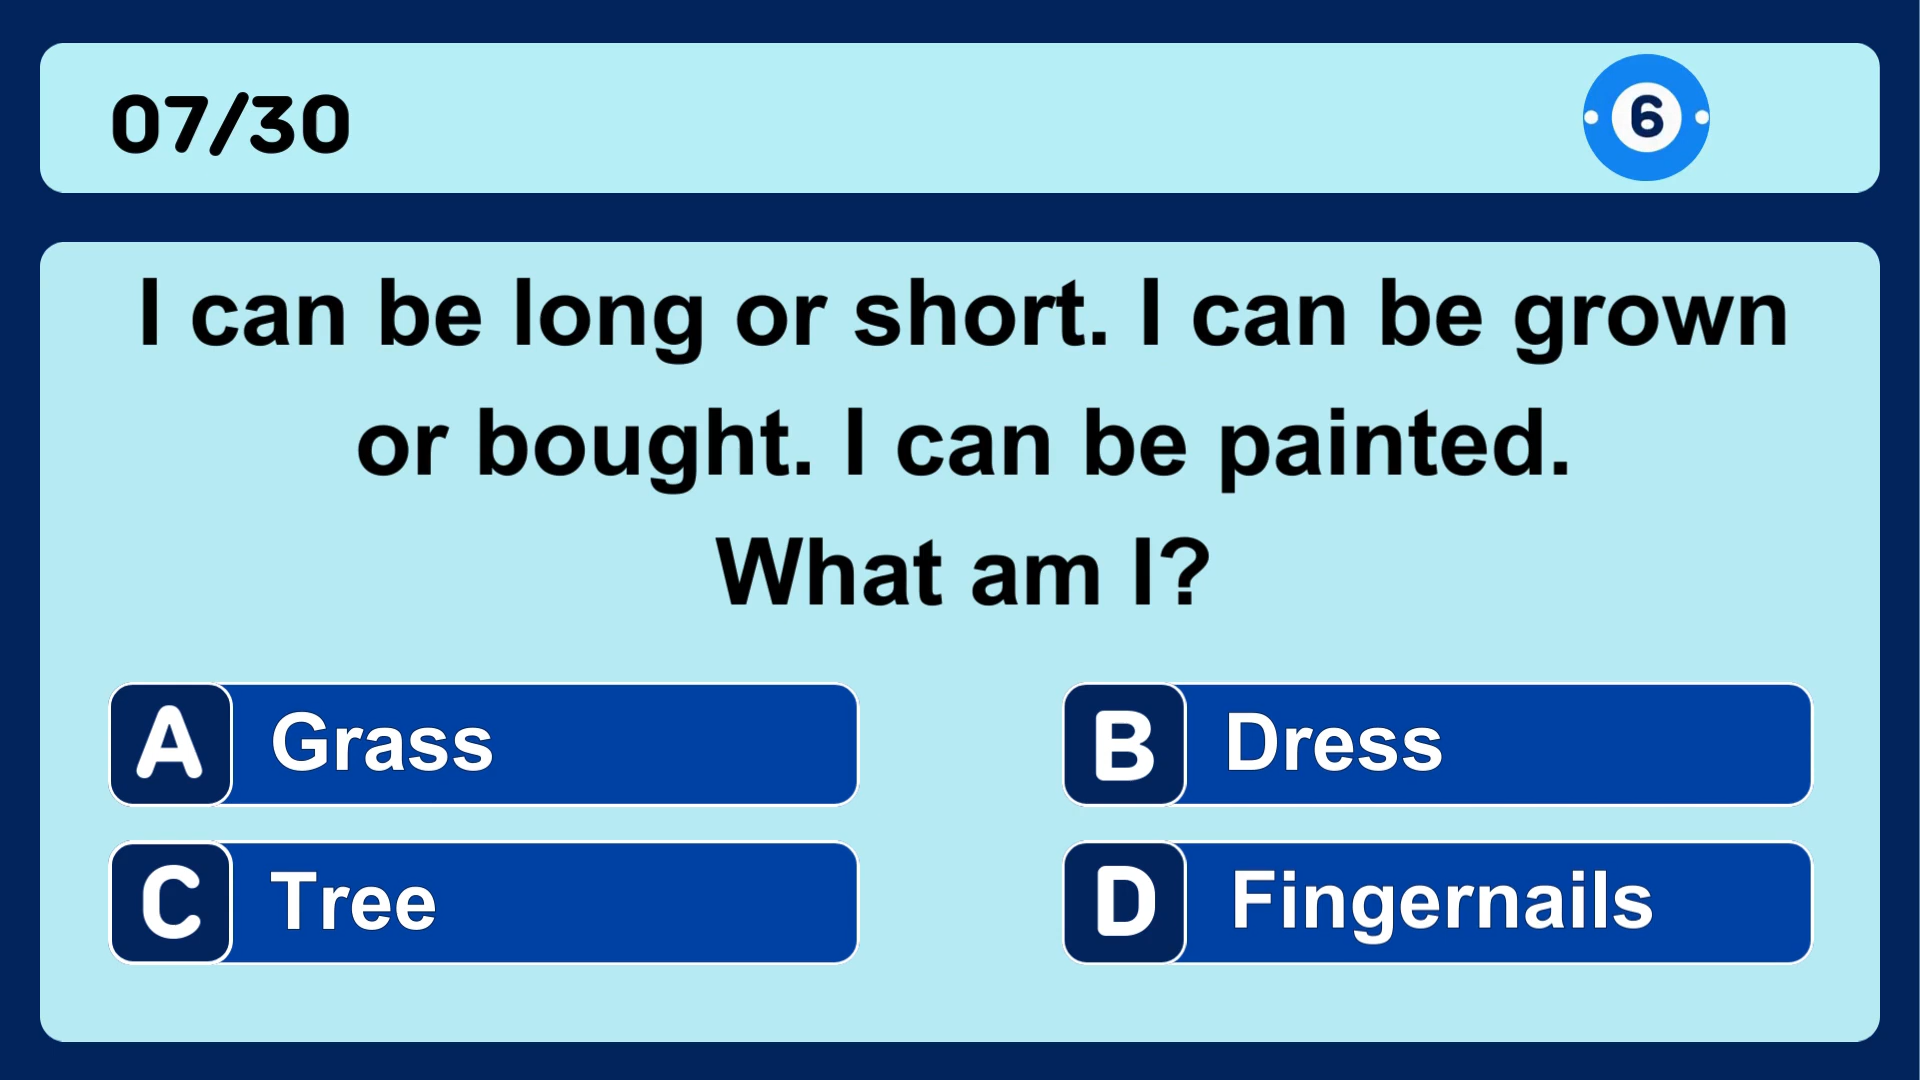 07/30
6
I can be long or short. I can be grown
or bought. I can be painted.
What am I?
A Grass
B Dress
C Tree
D Fingernails